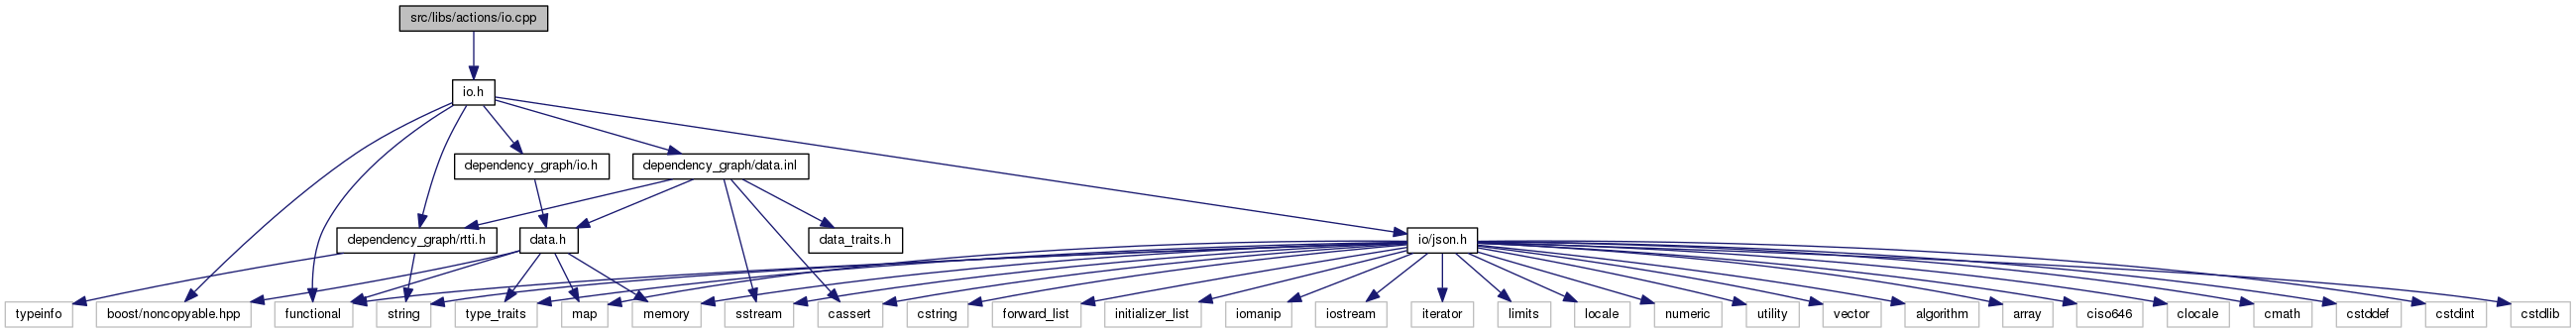 src/libs/actions/io.cpp
io.h
dependency_graph/io.h
dependency_graph/data.inl
dependency_graph/rtti.h
data.h
data_traits.h
io/json.h
typeinfo
boost/noncopyable.hpp
functional
string
type_traits
map
memory
sstream
cassert
cstring
forward_list
initializer_list
iomanip
iostream
iterator
limits
locale
numeric
utility
vector
algorithm
array
ciso646
clocale
cmath
cstddef
cstdint
cstdlib